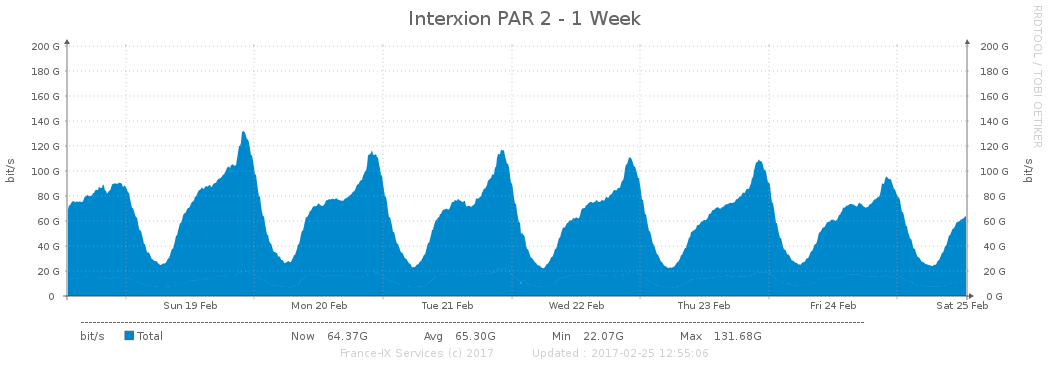 Interxion PAR 2 - 1 Week
RRDTOOL / TOBI OETIKER
bit/s
200 G 200 G
180 G 180 G
160 G 160 G
140 G 140 G
120 G 120 G
100 G 100 G
80 G 80 G
60 G 60 G
40 G 40 G
20 G 20 G
0 0 G
bit/s
Sun 19 Feb Mon 20 Feb Tue 21 Feb Wed 22 Feb Thu 23 Feb Fri 24 Feb Sat 25 Feb
bit/s Total Now 64.37G Avg 65.30G Min 22.07G Max 131.68G
France-IX Services (c) 2017 Updated : 2017-02-25 12:55:06